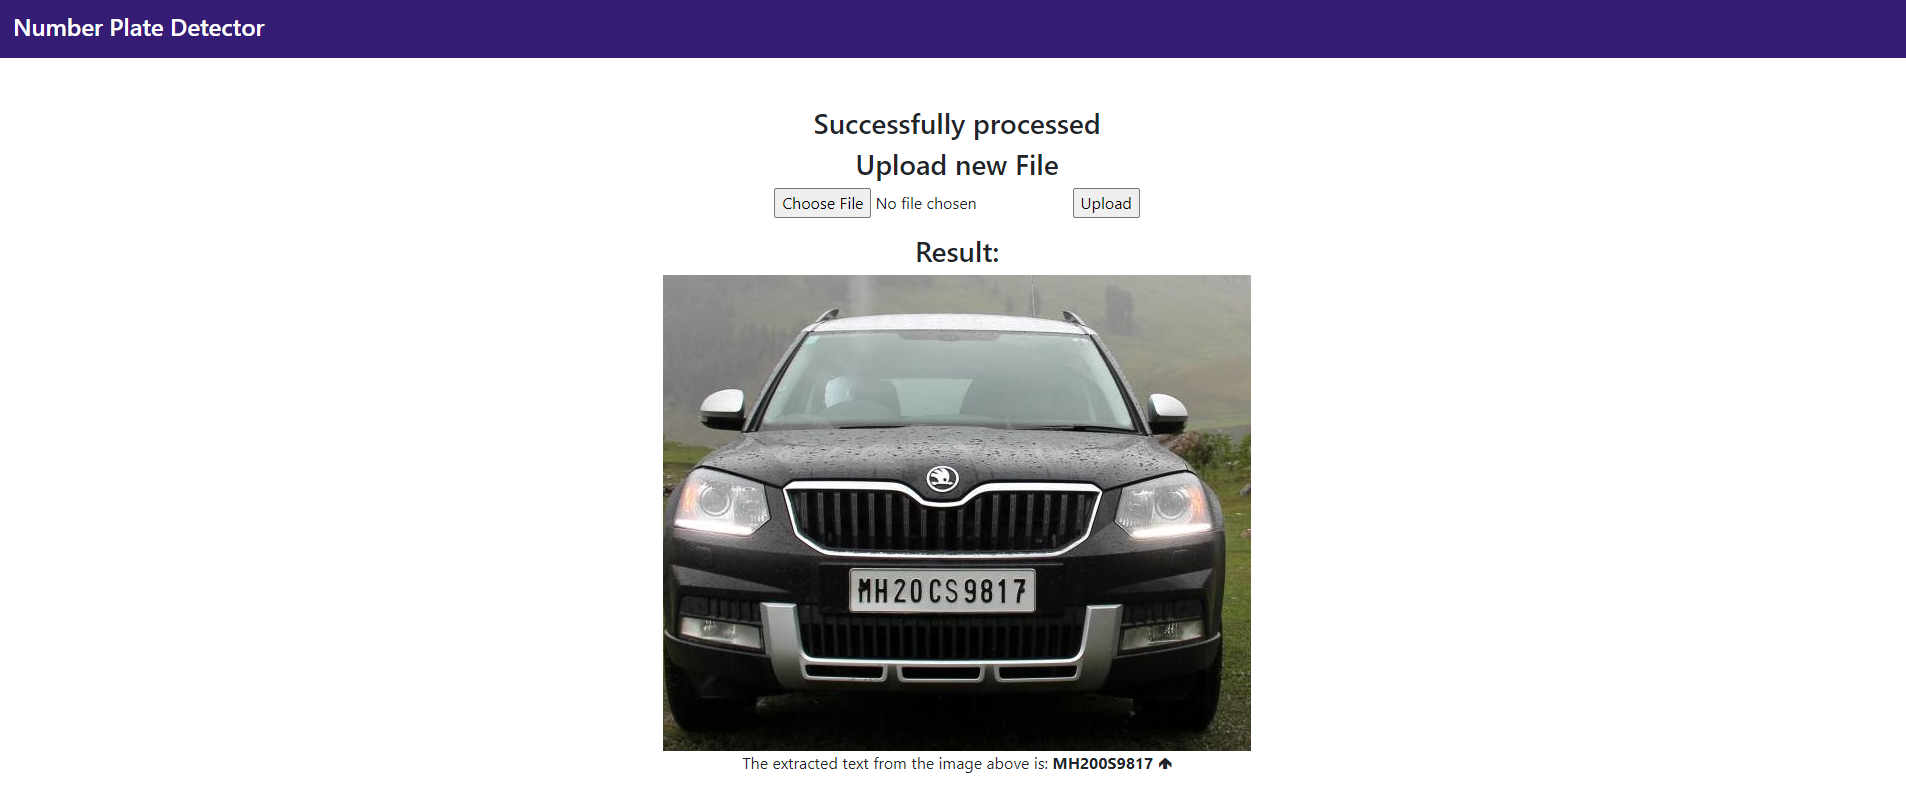 Number Plate Detector
Successfully processed
Upload new File
Choose File No file chosen Upload
Result:
MH20CS9817
The extracted text from the image above is: MH200S9817 🡅